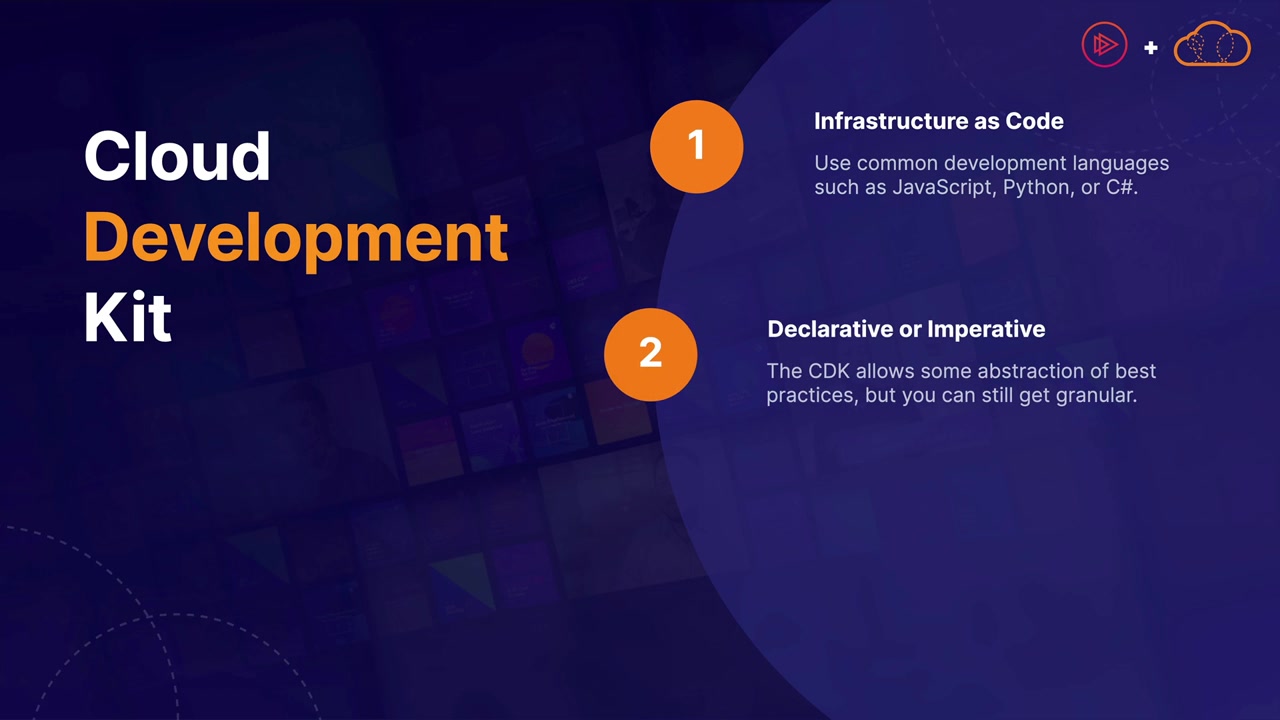 Cloud
Development
Kit
+
1
Infrastructure as Code
Use common development languages
such as JavaScript, Python, or C#.
2
Declarative or Imperative
The CDK allows some abstraction of best
practices, but you can still get granular.